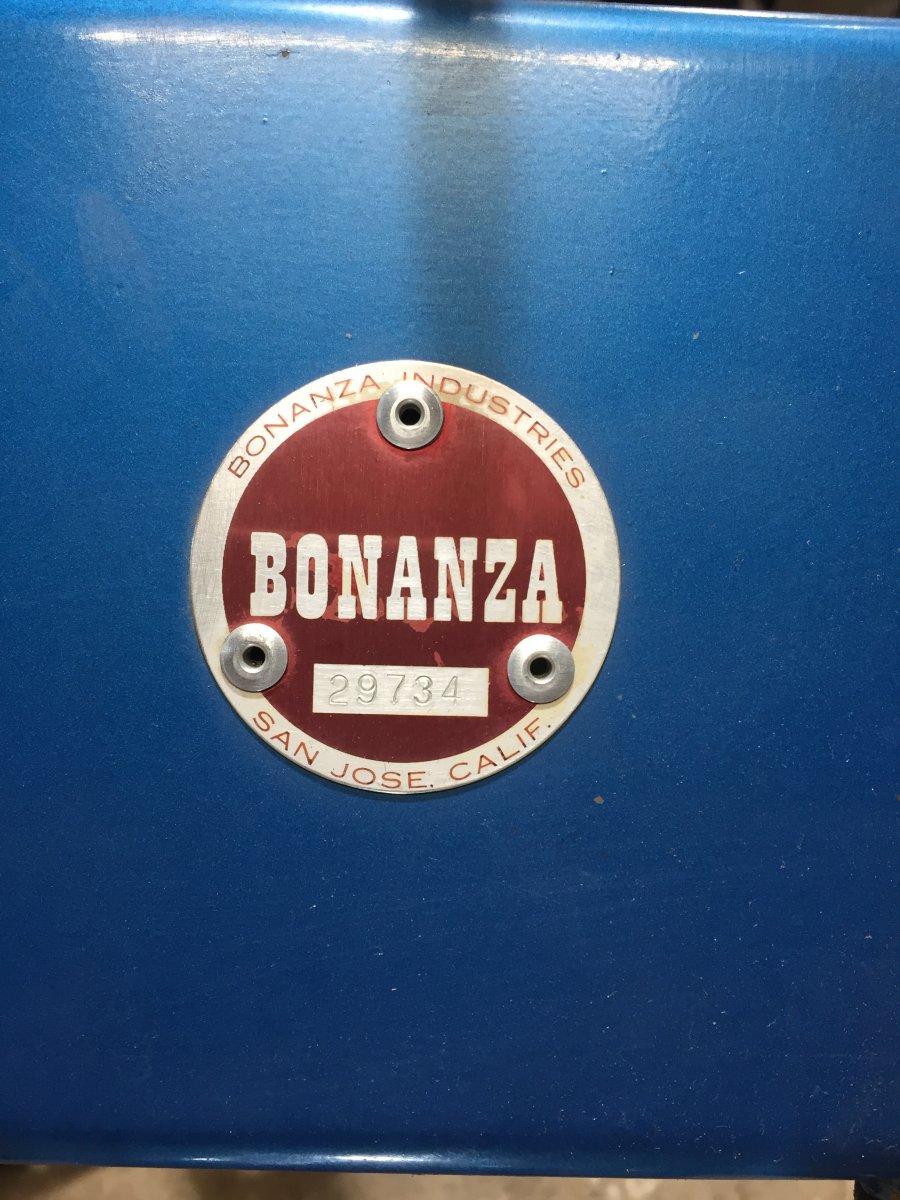 BONANZA INDUSTRIES
BONANZA
29734
SAN JOSE, CALIF.